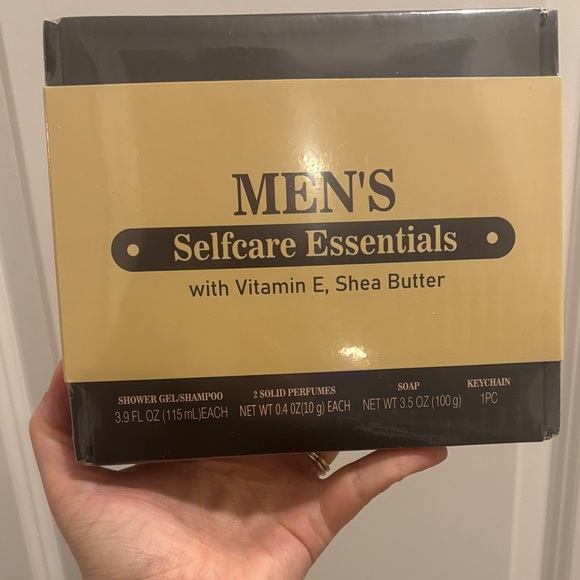 MEN'S
Selfcare Essentials
with Vitamin E, Shea Butter
SHOWER GEL/SHAMPOO
3.9 FL OZ (115 mL)EACH
2 SOLID PERFUMES
NET WT 0.4 OZ(10 g) EACH
SOAP
NET WT 3.5 OZ (100 g)
KEYCHAIN
1PC